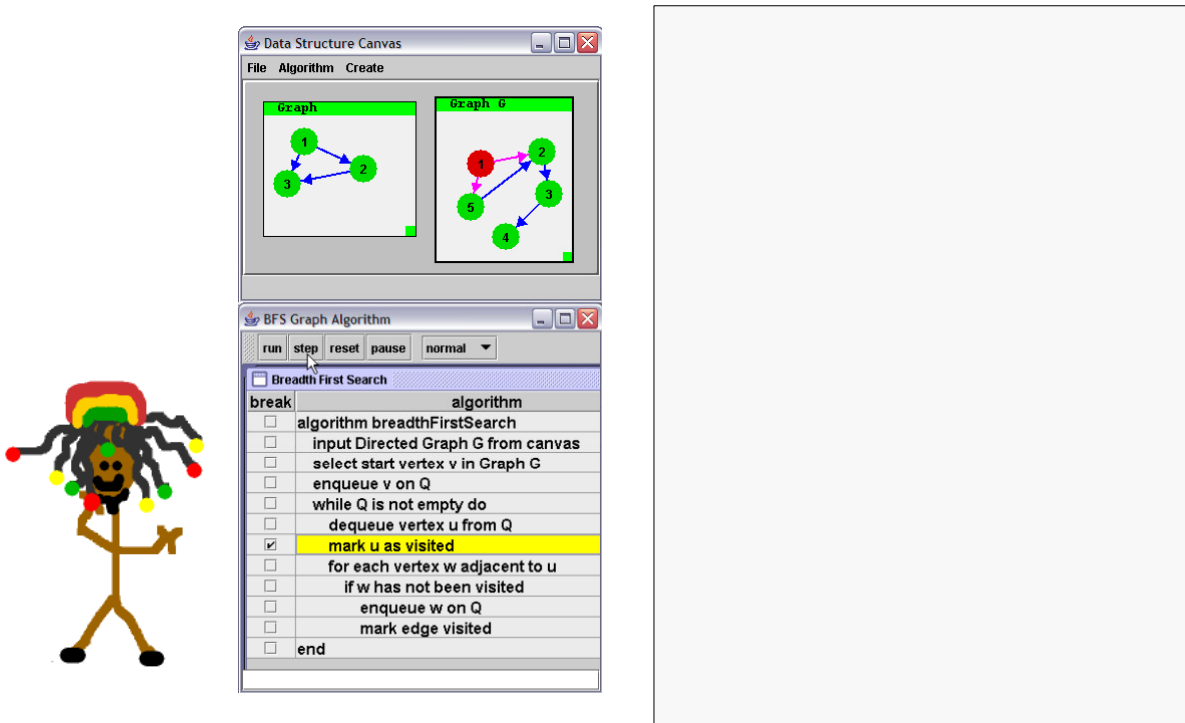 Data Structure Canvas
File Algorithm Create
Graph
1
2
3
Graph G
1
2
3
5
4
BFS Graph Algorithm
run step reset pause normal
Breadth First Search
break algorithm
algorithm breadthFirstSearch
input Directed Graph G from canvas
select start vertex v in Graph G
enqueue v on Q
while Q is not empty do
dequeue vertex u from Q
mark u as visited
for each vertex w adjacent to u
if w has not been visited
enqueue w on Q
mark edge visited
end